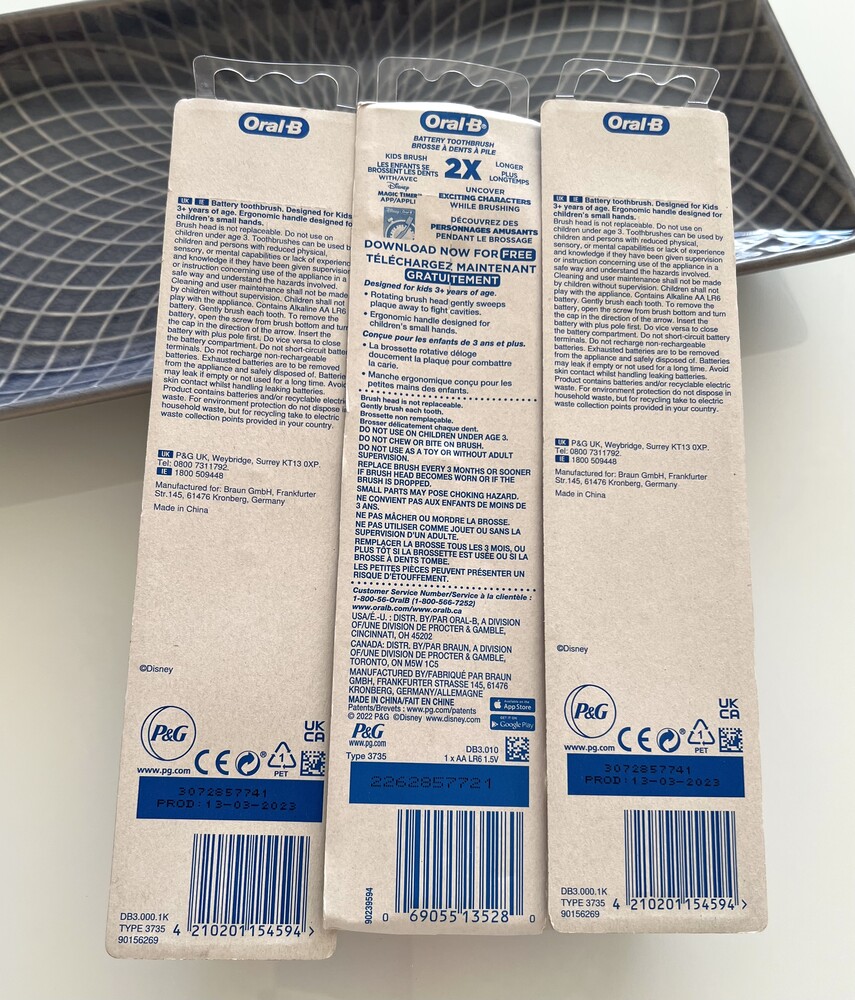 Oral-B
UK IE Battery toothbrush. Designed for Kids
3+ years of age. Ergonomic handle designed for
children's small hands.
Brush head is not replaceable. Do not use on
children under age 3. Toothbrushes can be used b
children and persons with reduced physical,
sensory, or mental capabilities or lack of experience
and knowledge if they have been given supervision
or instruction concerning use of the appliance in a
safe way and understand the hazards involved.
Cleaning and user maintenance shall not be made
by children without supervision. Children shall not
play with the appliance. Contains Alkaline AA LR6
battery. Gently brush each tooth. To remove the
battery, open the screw from brush bottom and turn
the cap in the direction of the arrow. Insert the
battery with plus pole first. Do vice versa to close
the battery compartment. Do not short-circuit batter
terminals. Do not recharge non-rechargeable
batteries. Exhausted batteries are to be removed
from the appliance and safely disposed of. Batterie
may leak if empty or not used for a long time. Avoid
skin contact whilst handling leaking batteries.
Product contains batteries and/or recyclable electri
waste. For environment protection do not dispose i
household waste, but for recycling take to electric
waste collection points provided in your country.
UK P&G UK, Weybridge, Surrey KT13 0XP.
Tel: 0800 7311792.
IE 1800 509448
Manufactured for: Braun GmbH, Frankfurter
Str.145, 61476 Kronberg, Germany
Made in China
©Disney
P&G
www.pg.com
CE
1
PET
UK
CA
3072857741
PROD:13-03-2023
DB3.000.1K
TYPE 3735
90156269
4 210201154594 >
Oral-B®
BATTERY TOOTHBRUSH
BROSSE À DENTS À PILE
KIDS BRUSH
LES ENFANTS SE
BROSSENT LES DENTS
2X
LONGER
PLUS
LONGTEMPS
WITH/AVEC
Disney
MAGIC TIMER™
APP/APPLI
UNCOVER
EXCITING CHARACTERS
WHILE BRUSHING
DÉCOUVREZ DES
PERSONNAGES AMUSANTS
PENDANT LE BROSSAGE
DOWNLOAD NOW FOR FREE
TÉLÉCHARGEZ MAINTENANT
GRATUITEMENT
Designed for kids 3+ years of age.
• Rotating brush head gently sweeps
plaque away to fight cavities.
• Ergonomic handle designed for
children's small hands.
Conçue pour les enfants de 3 ans et plus.
• La brossette rotative déloge
doucement la plaque pour combattre
la carie.
• Manche ergonomique conçu pour les
petites mains des enfants.
Brush head is not replaceable.
Gently brush each tooth.
Brossette non remplaçable.
Brosser délicatement chaque dent.
DO NOT USE ON CHILDREN UNDER AGE 3.
DO NOT CHEW OR BITE ON BRUSH.
DO NOT USE AS A TOY OR WITHOUT ADULT
SUPERVISION.
REPLACE BRUSH EVERY 3 MONTHS OR SOONER
IF BRUSH HEAD BECOMES WORN OR IF THE
BRUSH IS DROPPED.
SMALL PARTS MAY POSE CHOKING HAZARD.
NE CONVIENT PAS AUX ENFANTS DE MOINS DE
3 ANS.
NE PAS MÂCHER OU MORDRE LA BROSSE.
NE PAS UTILISER COMME JOUET OU SANS LA
SUPERVISION D'UN ADULTE.
REMPLACER LA BROSSE TOUS LES 3 MOIS, OU
PLUS TÔT SI LA BROSSETTE EST USÉE OU SI LA
BROSSE À DENTS TOMBE.
LES PETITES PIÈCES PEUVENT PRÉSENTER UN
RISQUE D'ÉTOUFFEMENT.
Customer Service Number/Service à la clientèle :
1-800-56-OralB (1-800-566-7252)
www.oralb.com/www.oralb.ca
USA/É.-U. : DISTR. BY/PAR ORAL-B, A DIVISION
OF/UNE DIVISION DE PROCTER & GAMBLE,
CINCINNATI, OH 45202
CANADA: DISTR. BY/PAR BRAUN, A DIVISION
OF/UNE DIVISION DE PROCTER & GAMBLE,
TORONTO, ON M5W 1C5
MANUFACTURED BY/FABRIQUÉ PAR BRAUN
GMBH, FRANKFURTER STRASSE 145, 61476
KRONBERG, GERMANY/ALLEMAGNE
MADE IN CHINA/FAIT EN CHINE
Patents/Brevets : www.pg.com/patents
© 2022 P&G ©Disney www.disney.com
App Store
GET IT ON
Google Play
P&G
www.pg.com
Type 3735
DB3.010
1 x AA LR6 1.5V
2262857721
90239594
0 69055 13528 0
Oral-B
UK IE Battery toothbrush. Designed for Kids
3+ years of age. Ergonomic handle designed for
children's small hands.
Brush head is not replaceable. Do not use on
children under age 3. Toothbrushes can be used by
children and persons with reduced physical,
sensory, or mental capabilities or lack of experience
and knowledge if they have been given supervision
or instruction concerning use of the appliance in a
safe way and understand the hazards involved.
Cleaning and user maintenance shall not be made
by children without supervision. Children shall not
play with the appliance. Contains Alkaline AA LR6
battery. Gently brush each tooth. To remove the
battery, open the screw from brush bottom and turn
the cap in the direction of the arrow. Insert the
battery with plus pole first. Do vice versa to close
the battery compartment. Do not short-circuit battery
terminals. Do not recharge non-rechargeable
batteries. Exhausted batteries are to be removed
from the appliance and safely disposed of. Batteries
may leak if empty or not used for a long time. Avoid
skin contact whilst handling leaking batteries.
Product contains batteries and/or recyclable electric
waste. For environment protection do not dispose in
household waste, but for recycling take to electric
waste collection points provided in your country.
UK P&G UK, Weybridge, Surrey KT13 0XP.
Tel: 0800 7311792.
IE 1800 509448
Manufactured for: Braun GmbH, Frankfurter
Str.145, 61476 Kronberg, Germany
Made in China
©Disney
P&G
www.pg.com
CE
1
PET
UK
CA
3072857741
PROD:13-03-2023
DB3.000.1K
TYPE 3735
90156269
4 210201154594 >